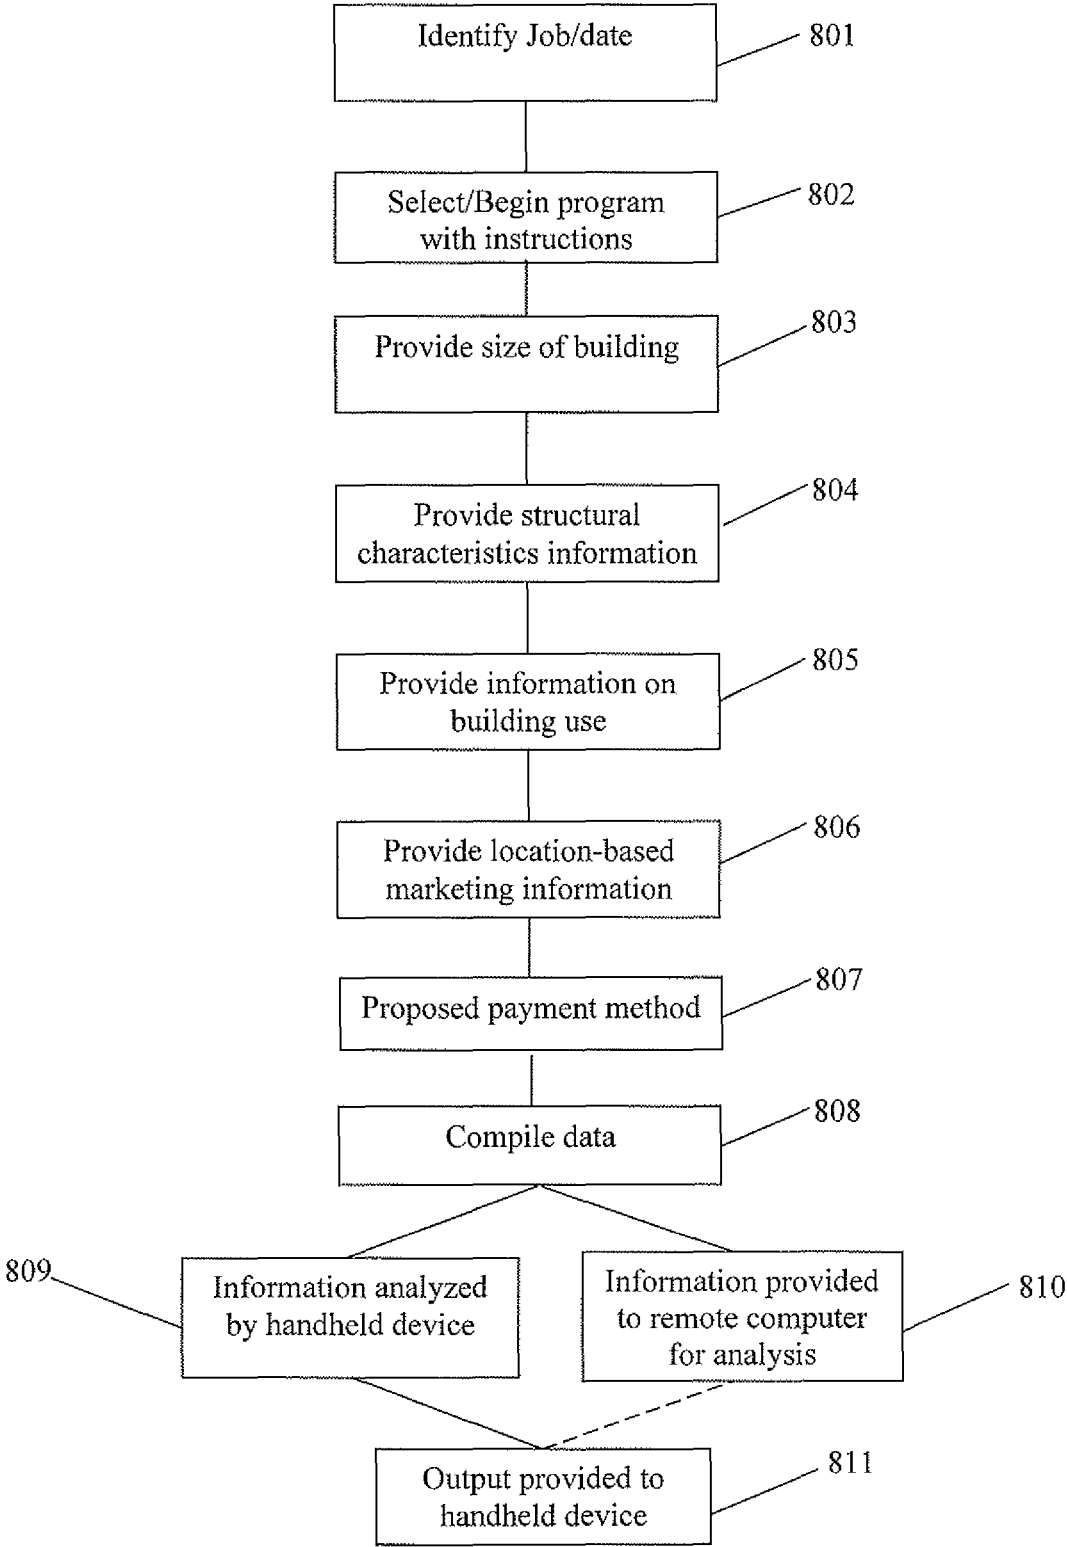 Identify Job/date
801
Select/Begin program
with instructions
802
Provide size of building
803
Provide structural
characteristics information
804
Provide information on
building use
805
Provide location-based
marketing information
806
Proposed payment method
807
Compile data
808
809
Information analyzed
by handheld device
Information provided
to remote computer
for analysis
810
Output provided to
handheld device
811